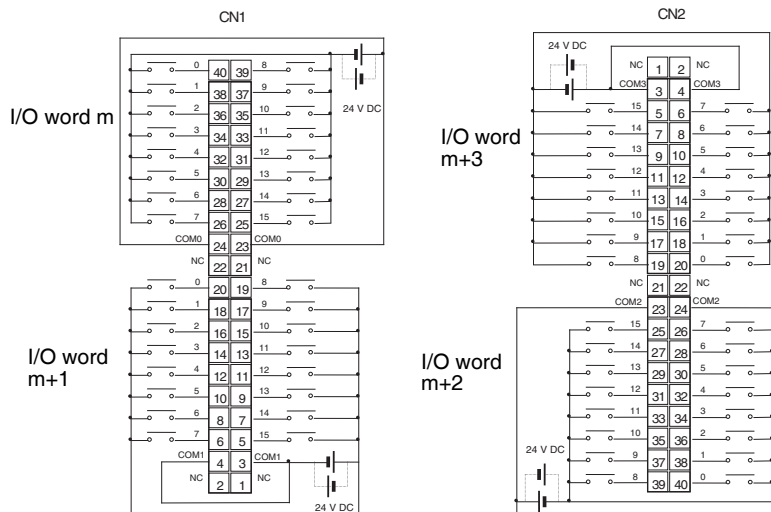 CN1
0 40 39 8
1 38 37 9
24 V DC
I/O word m
2 36 35 10
3 34 33 11
4 32 31 12
5 30 29 13
6 28 27 14
7 26 25 15
COM0 24 23 COM0
NC 22 21 NC
0 20 19 8
1 18 17 9
2 16 15 10
I/O word
m+1
3 14 13 11
4 12 11 12
5 10 9 13
6 8 7 14
7 6 5 15
COM1 4 3 COM1
NC 2 1 NC
24 V DC
CN2
24 V DC
NC 1 2 NC
COM3 3 4 COM3
15 5 6 7
I/O word
m+3
14 7 8 6
13 9 10 5
12 11 12 4
11 13 14 3
10 15 16 2
9 17 18 1
8 19 20 0
NC 21 22 NC
COM2 23 24 COM2
15 25 26 7
14 27 28 6
I/O word
m+2
13 29 30 5
12 31 32 4
11 33 34 3
10 35 36 2
24 V DC
9 37 38 1
8 39 40 0